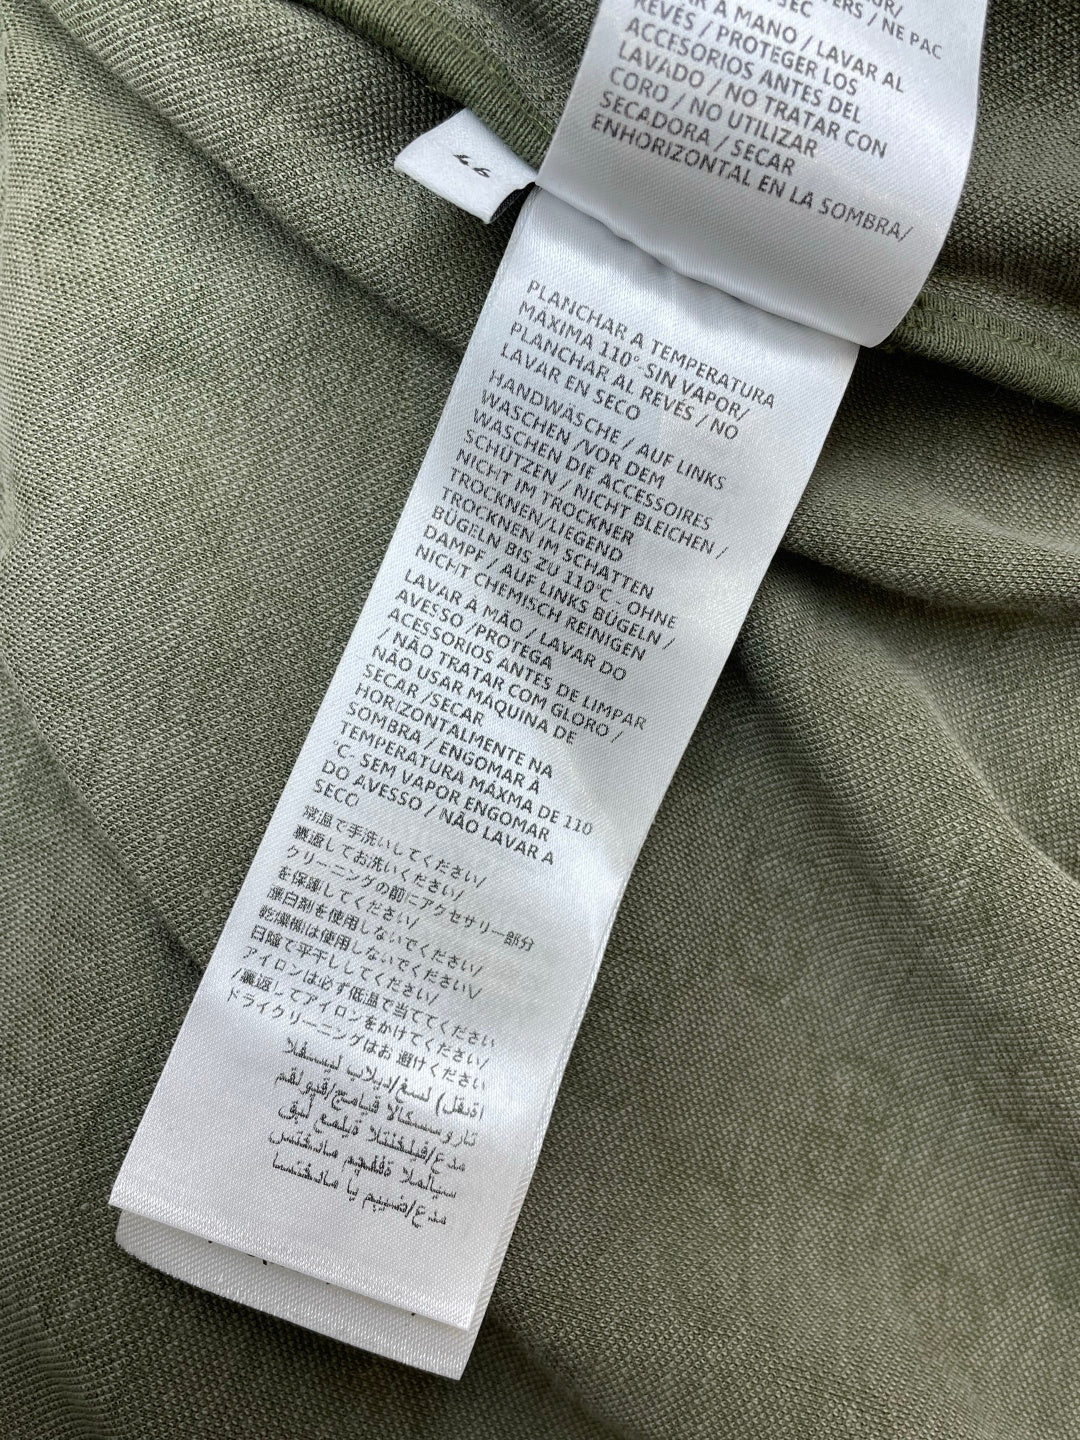 VERS / NE PAC
SEC
A MANO / LAVAR AL
REVÉS / PROTEGER LOS
ACCESORIOS ANTES DEL
LAVADO / NO TRATAR CON
CORO / NO UTILIZAR
SECADORA / SECAR
ENHORIZONTAL EN LA SOMBRA/
44
PLANCHAR A TEMPERATURA
MÁXIMA 110°-SIN VAPOR/
PLANCHAR AL REVÉS / NO
LAVAR EN SECO
HANDWÄSCHE / AUF LINKS
WASCHEN /VOR DEM
WASCHEN DIE ACCESSOIRES
SCHÜTZEN / NICHT BLEICHEN /
NICHT IM TROCKNER
TROCKNEN/LIEGEND
TROCKNEN IM SCHATTEN
BÜGELN BIS ZU 110°C - OHNE
DAMPF / AUF LINKS BÜGELN /
NICHT CHEMISCH REINIGEN
LAVAR À MÃO / LAVAR DO
AVESSO /PROTEGA
ACESSORIOS ANTES DE LIMPAR
/ NÃO TRATAR COM GLORO /
NÃO USAR MÁQUINA DE
SECAR /SECAR
HORIZONTALMENTE NA
SOMBRA / ENGOMAR À
TEMPERATURA MÁXMA DE 110
°C- SEM VAPOR ENGOMAR
DO AVESSO / NÃO LAVAR A
SECO
常温で手洗いしてください/
裏返してお洗いください/
クリーニングの前にアクセサリー部分
を保護してください/
漂白剤を使用しないでください/
乾燥機は使用しないでください/
日陰で平干ししてください/
アイロンは必ず低温で当ててください
/裏返してアイロンをかけてください/
ドライクリーニングはお 避けください